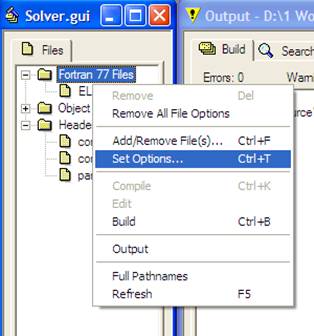 Solver.gui
Output - D:\1 Wo
Files
Build
Search
Fortran 77 Files
Errors: 0
Warni
EL
Object
Heade
co
co
pa
Remove Del
Remove All File Options
Add/Remove File(s)... Ctrl+F
Set Options... Ctrl+T
Compile Ctrl+K
Edit
Build Ctrl+B
Output
Full Pathnames
Refresh F5